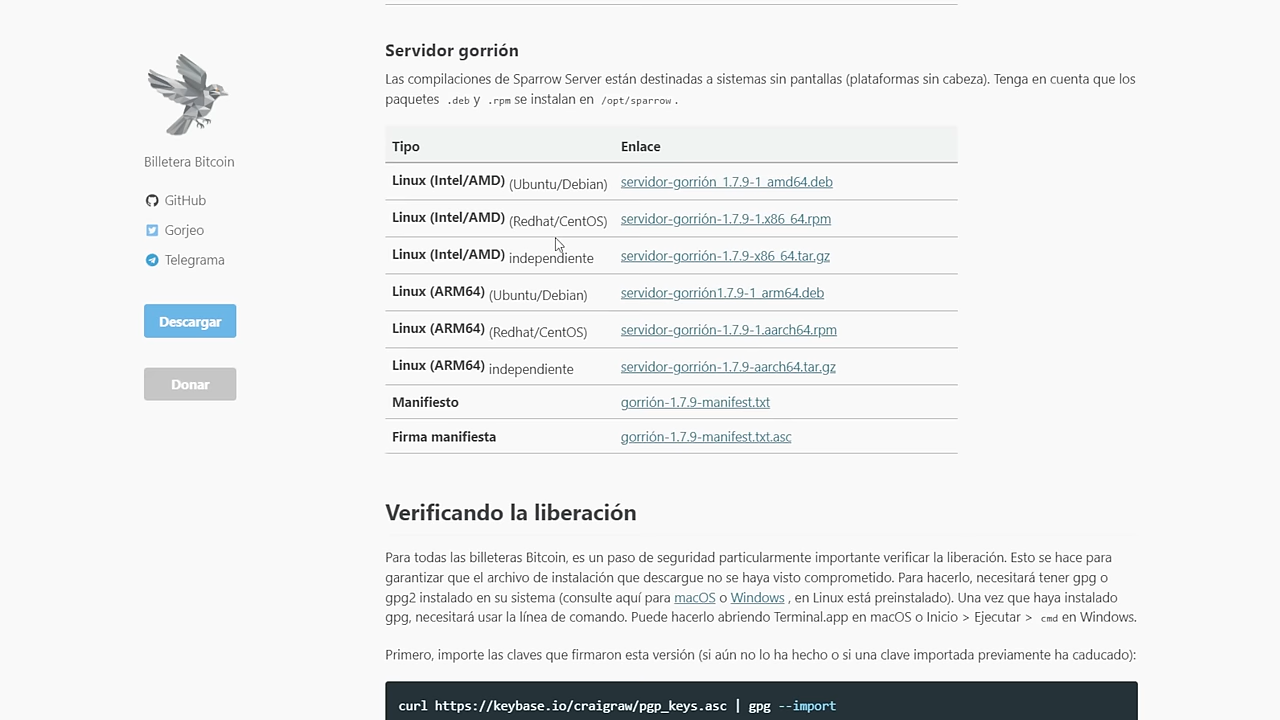 Billetera Bitcoin
GitHub
Gorjeo
Telegrama
Descargar
Donar
Servidor gorrión
Las compilaciones de Sparrow Server están destinadas a sistemas sin pantallas (plataformas sin cabeza). Tenga en cuenta que los
paquetes .deb y .rpm se instalan en /opt/sparrow .
Tipo Enlace
Linux (Intel/AMD) (Ubuntu/Debian) servidor-gorrión_1.7.9-1_amd64.deb
Linux (Intel/AMD) (Redhat/CentOS) servidor-gorrión-1.7.9-1.x86_64.rpm
Linux (Intel/AMD) independiente servidor-gorrión-1.7.9-x86_64.tar.gz
Linux (ARM64) (Ubuntu/Debian) servidor-gorrión1.7.9-1_arm64.deb
Linux (ARM64) (Redhat/CentOS) servidor-gorrión-1.7.9-1.aarch64.rpm
Linux (ARM64) independiente servidor-gorrión-1.7.9-aarch64.tar.gz
Manifiesto gorrión-1.7.9-manifest.txt
Firma manifiesta gorrión-1.7.9-manifest.txt.asc
Verificando la liberación
Para todas las billeteras Bitcoin, es un paso de seguridad particularmente importante verificar la liberación. Esto se hace para
garantizar que el archivo de instalación que descargue no se haya visto comprometido. Para hacerlo, necesitará tener gpg o
gpg2 instalado en su sistema (consulte aquí para macOS o Windows , en Linux está preinstalado). Una vez que haya instalado
gpg, necesitará usar la línea de comando. Puede hacerlo abriendo Terminal.app en macOS o Inicio > Ejecutar > cmd en Windows.
Primero, importe las claves que firmaron esta versión (si aún no lo ha hecho o si una clave importada previamente ha caducado):
curl https://keybase.io/craigraw/pgp_keys.asc | gpg --import